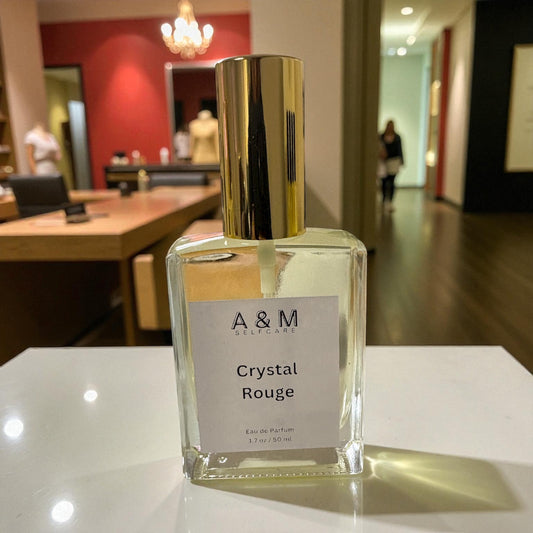 A & M
SELFCARE
Crystal
Rouge
Eau de Parfum
1.7 oz / 50 ml